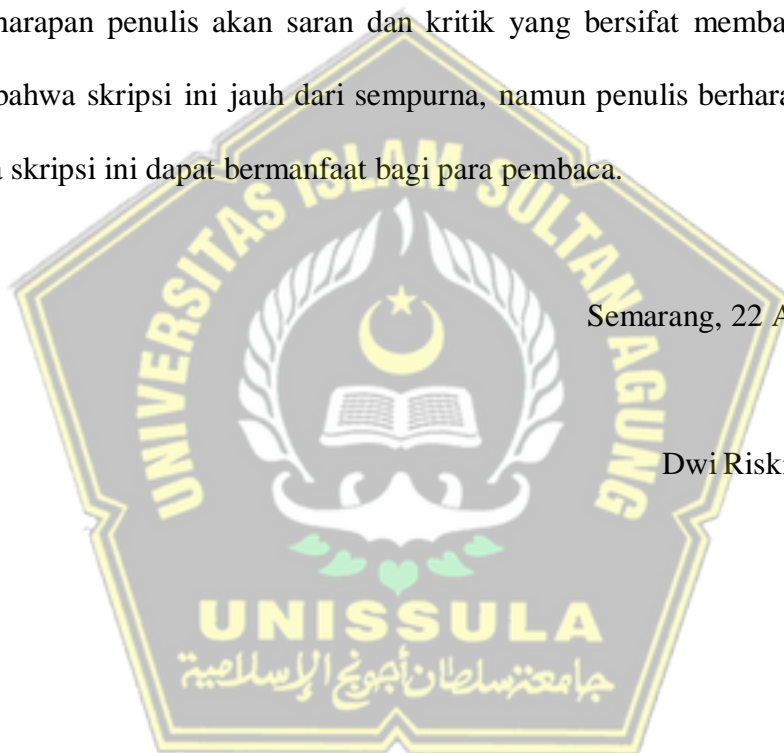 harapan penulis akan saran dan kritik yang bersifat memba
bahwa skripsi ini jauh dari sempurna, namun penulis berhara
skripsi ini dapat bermanfaat bagi para pembaca.
UNIVERSITAS ISLAM SULTAN AGUNG
Semarang, 22 A
Dwi Risk
UNISSULA
جامعة سلطان أجونج الإسلامية